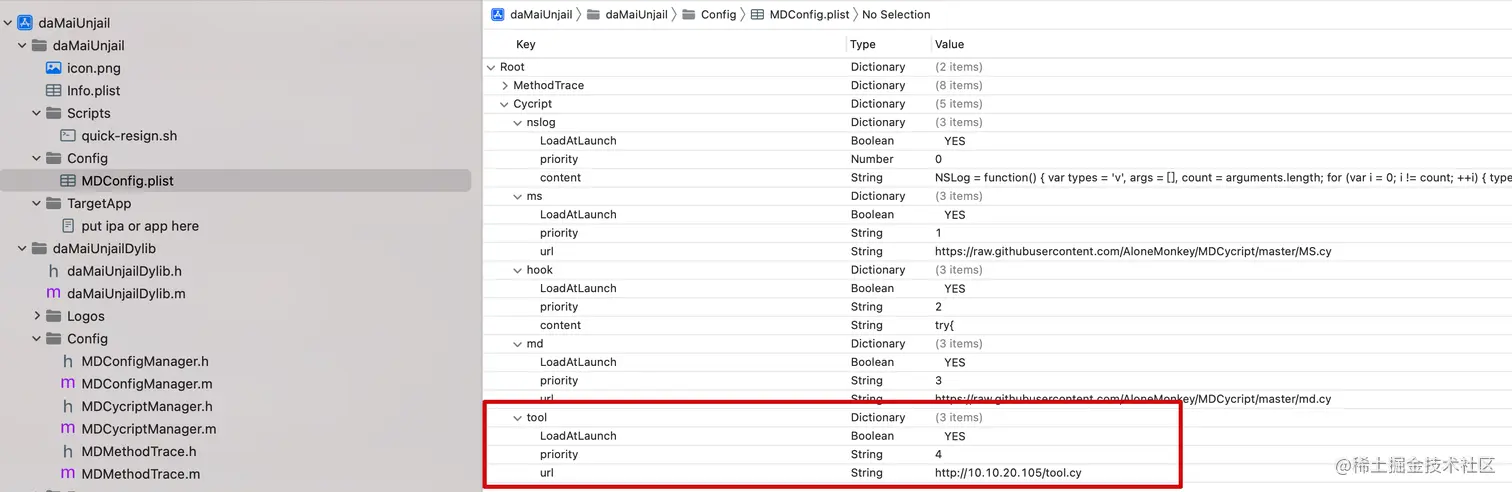 daMaiUnjail
daMaiUnjail
icon.png
Info.plist
Scripts
quick-resign.sh
Config
MDConfig.plist
TargetApp
put ipa or app here
daMaiUnjailDylib
daMaiUnjailDylib.h
daMaiUnjailDylib.m
Logos
Config
MDConfigManager.h
MDConfigManager.m
MDCycriptManager.h
MDCycriptManager.m
MDMethodTrace.h
MDMethodTrace.m
daMaiUnjail daMaiUnjail Config MDConfig.plist No Selection
Key Type Value
Root Dictionary (2 items)
MethodTrace Dictionary (8 items)
Cycript Dictionary (5 items)
nslog Dictionary (3 items)
LoadAtLaunch Boolean YES
priority Number 0
content String NSLog = function() { var types = 'v', args = [], count = arguments.length; for (var i = 0; i != count; ++i) { type
ms Dictionary (3 items)
LoadAtLaunch Boolean YES
priority String 1
url String https://raw.githubusercontent.com/AloneMonkey/MDCycript/master/MS.cy
hook Dictionary (3 items)
LoadAtLaunch Boolean YES
priority String 2
content String try{
md Dictionary (3 items)
LoadAtLaunch Boolean YES
priority String 3
url String https://raw.githubusercontent.com/AloneMonkey/MDCycript/master/md.cy
tool Dictionary (3 items)
LoadAtLaunch Boolean YES
priority String 4
url String http://10.10.20.105/tool.cy
@稀土掘金技术社区